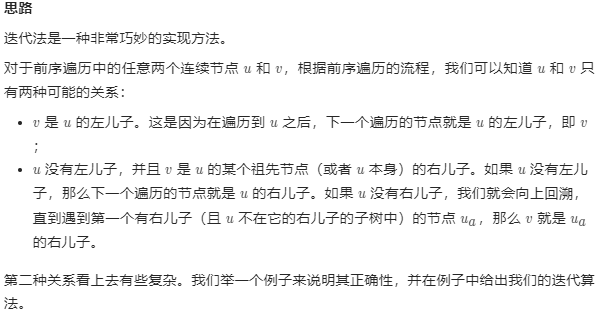 思路
迭代法是一种非常巧妙的实现方法。
对于前序遍历中的任意两个连续节点 u 和 v，根据前序遍历的流程，我们可以知道 u 和 v 只
有两种可能的关系：
• v 是 u 的左儿子。这是因为在遍历到 u 之后，下一个遍历的节点就是 u 的左儿子，即 v
；
• u 没有左儿子，并且 v 是 u 的某个祖先节点（或者 u 本身）的右儿子。如果 u 没有左儿
子，那么下一个遍历的节点就是 u 的右儿子。如果 u 没有右儿子，我们就会向上回溯，
直到遇到第一个有右儿子（且 u 不在它的右儿子的子树中）的节点 uₐ，那么 v 就是 uₐ
的右儿子。
第二种关系看上去有些复杂。我们举一个例子来说明其正确性，并在例子中给出我们的迭代算
法。